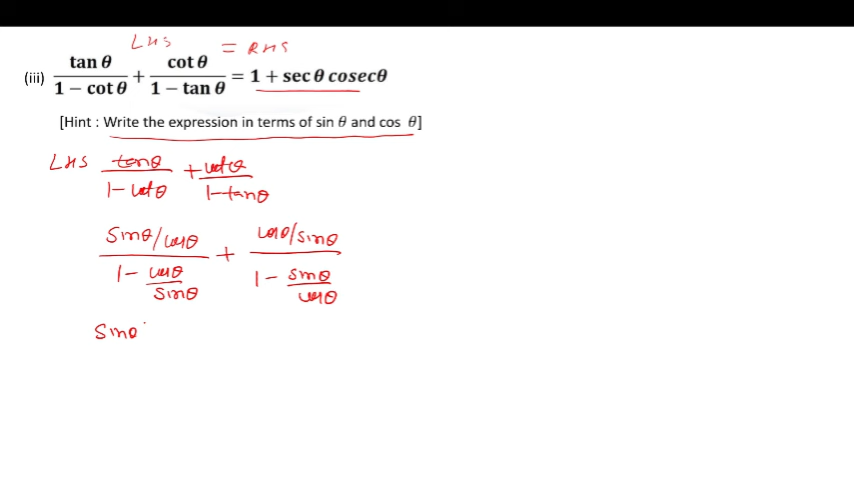 LHS = RHS
(iii) tan θ / 1 − cot θ + cot θ / 1 − tan θ = 1 + sec θ cosecθ
[Hint : Write the expression in terms of sin θ and cos θ]
LHS tanθ / 1 − cotθ + cotθ / 1 − tanθ
sinθ/cosθ / 1 − cosθ/sinθ + cosθ/sinθ / 1 − sinθ/cosθ
sinθ